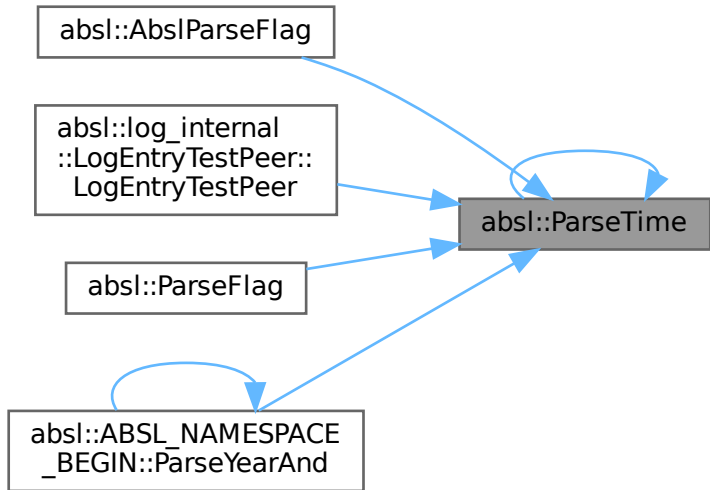 absl::AbslParseFlag
absl::log_internal
::LogEntryTestPeer::
LogEntryTestPeer
absl::ParseTime
absl::ParseFlag
absl::ABSL_NAMESPACE
_BEGIN::ParseYearAnd